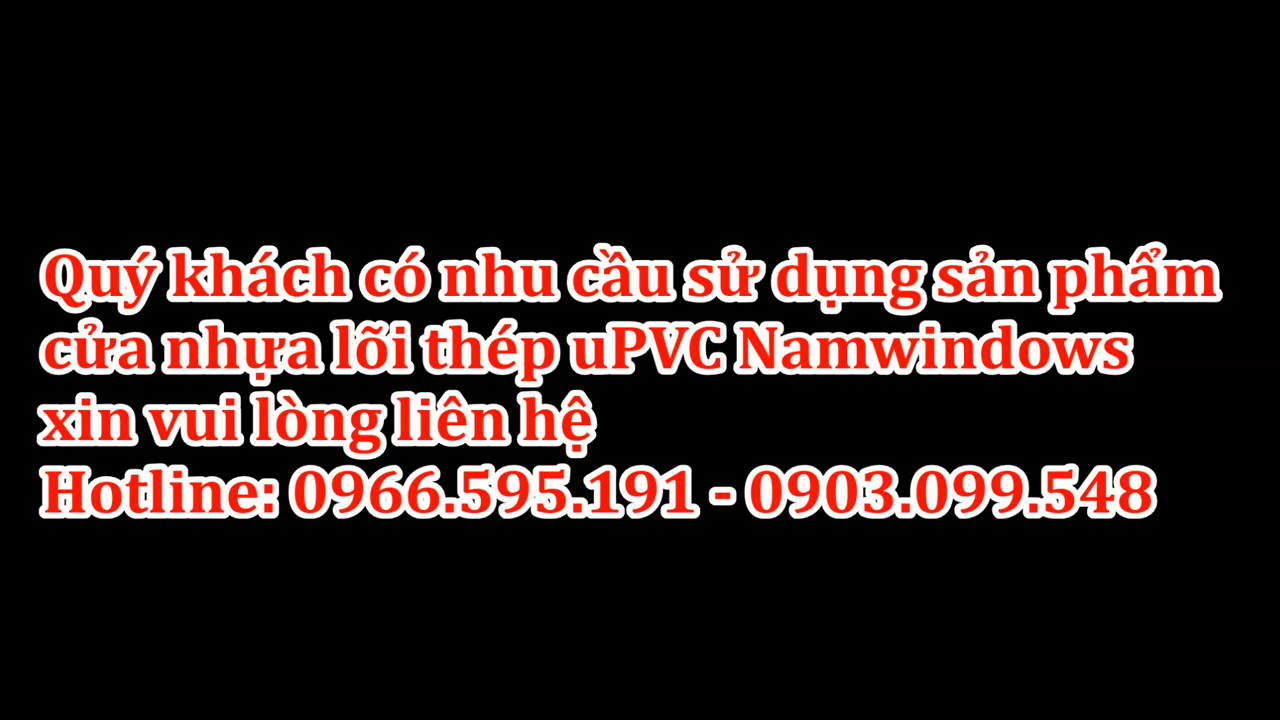 Quý khách có nhu cầu sử dụng sản phẩm
cửa nhựa lõi thép uPVC Namwindows
xin vui lòng liên hệ
Hotline: 0966.595.191 - 0903.099.548